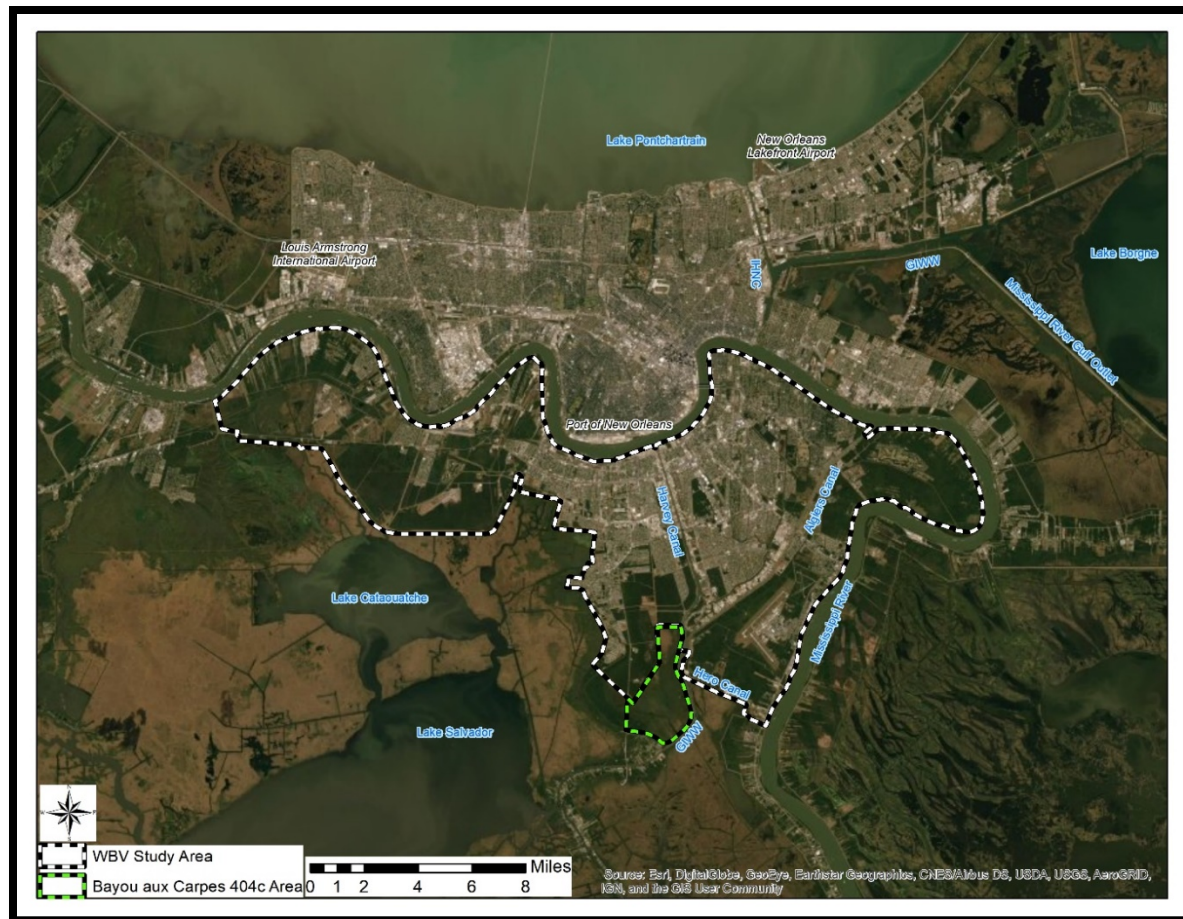 Lake Pontchartrain
New Orleans
Lakefront Airport
Louis Armstrong
International Airport
IHNC
GIWW
Lake Borgne
Mississippi River Gulf Outlet
Port of New Orleans
Harvey Canal
Algiers Canal
Lake Cataouatche
Mississippi River
Hero Canal
Lake Salvador
GIWW
N
WBV Study Area
Bayou aux Carpes 404c Area
Miles
0 1 2 4 6 8
Source: Esri, DigitalGlobe, GeoEye, Earthstar Geographics, CNES/Airbus DS, USDA, USGS, AeroGRID,
IGN, and the GIS User Community